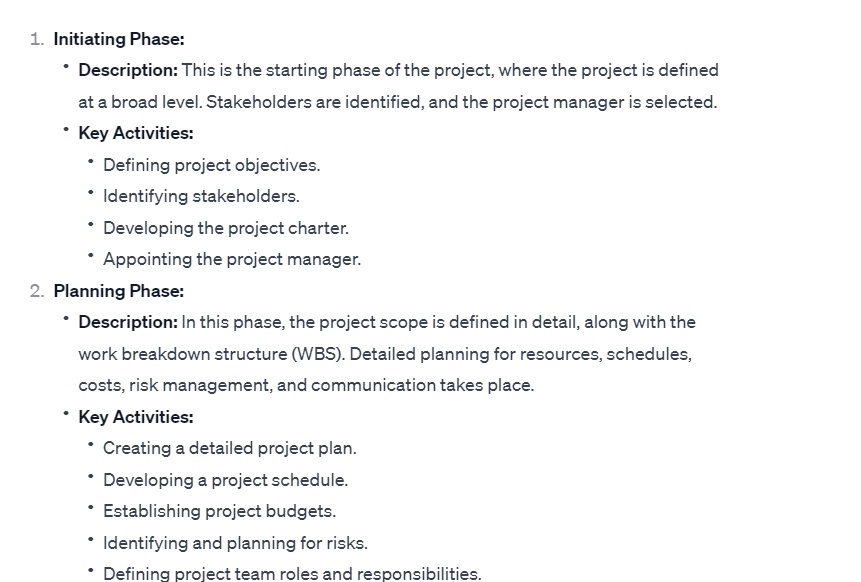 1. Initiating Phase:
• Description: This is the starting phase of the project, where the project is defined
at a broad level. Stakeholders are identified, and the project manager is selected.
• Key Activities:
• Defining project objectives.
• Identifying stakeholders.
• Developing the project charter.
• Appointing the project manager.
2. Planning Phase:
• Description: In this phase, the project scope is defined in detail, along with the
work breakdown structure (WBS). Detailed planning for resources, schedules,
costs, risk management, and communication takes place.
• Key Activities:
• Creating a detailed project plan.
• Developing a project schedule.
• Establishing project budgets.
• Identifying and planning for risks.
• Defining project team roles and responsibilities.